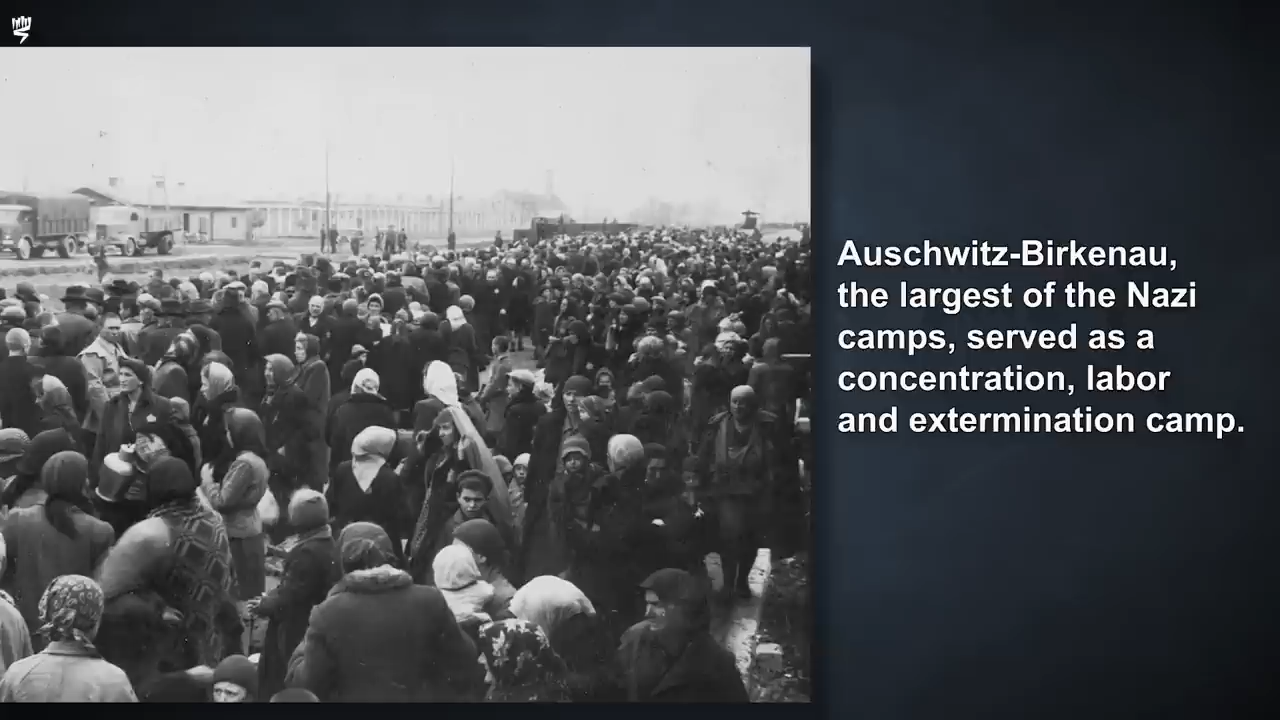 Auschwitz-Birkenau,
the largest of the Nazi
camps, served as a
concentration, labor
and extermination camp.